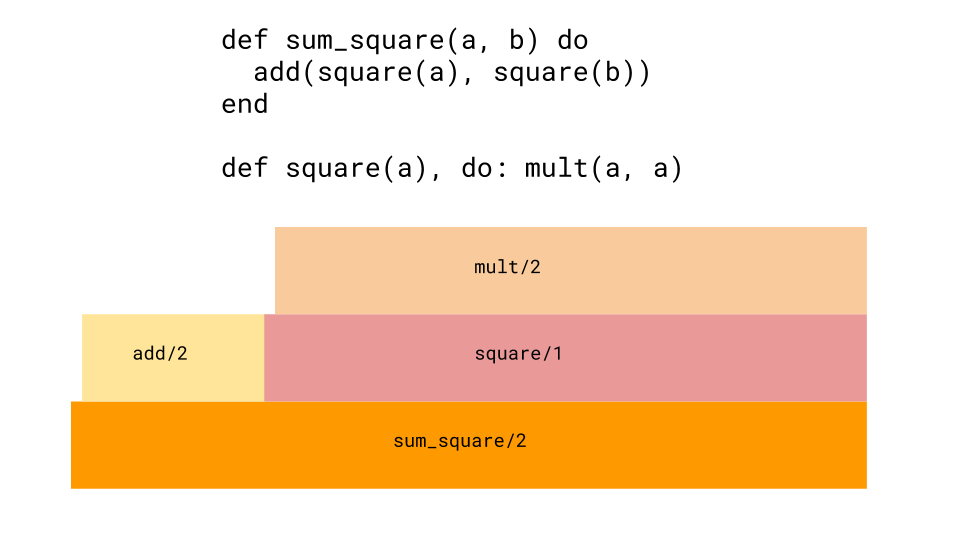 def sum_square(a, b) do
  add(square(a), square(b))
end
def square(a), do: mult(a, a)
mult/2
add/2
square/1
sum_square/2